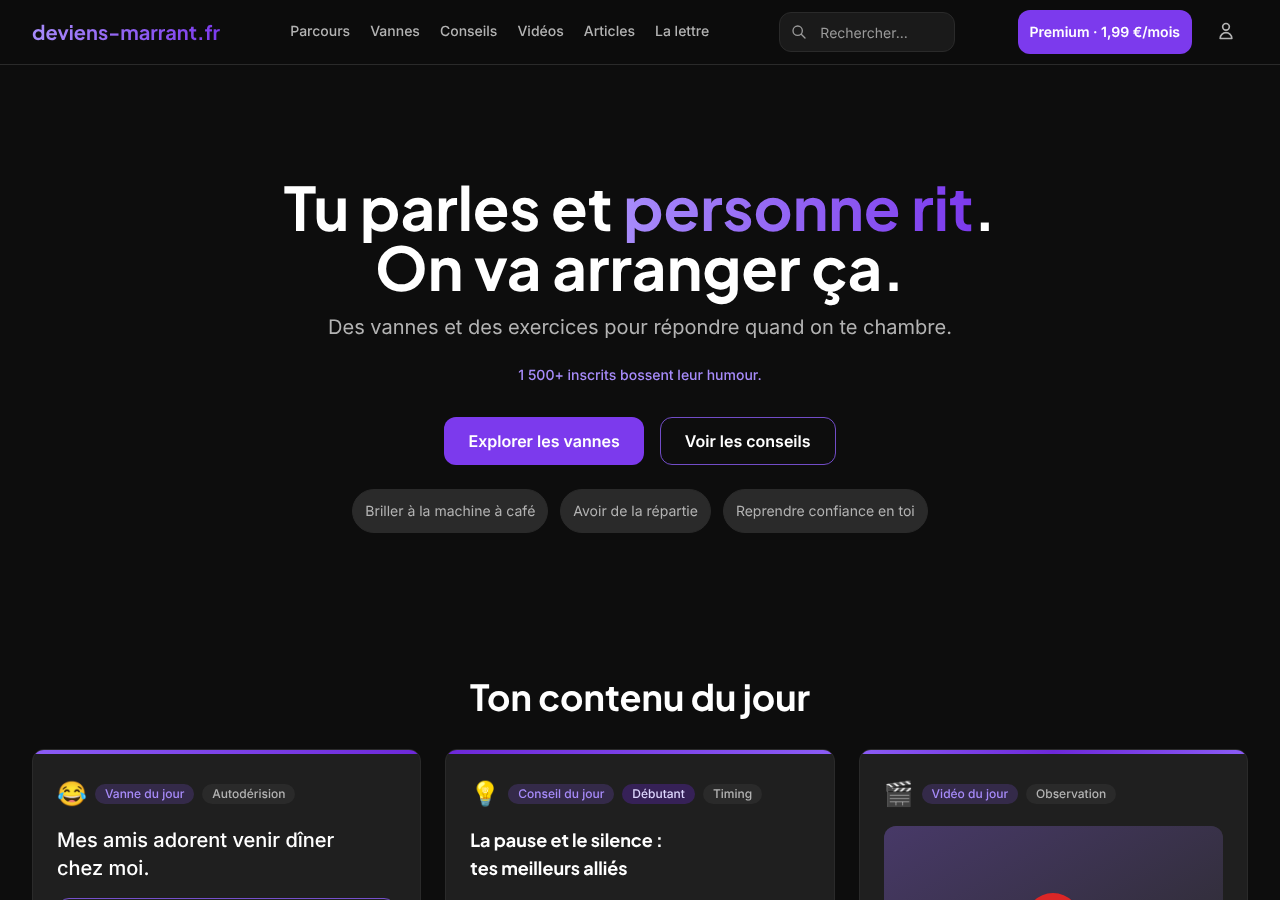 deviens-marrant.fr
Parcours
Vannes
Conseils
Vidéos
Articles
La lettre
Rechercher...
Premium · 1,99 €/mois
Tu parles et personne rit.
On va arranger ça.
Des vannes et des exercices pour répondre quand on te chambre.
1 500+ inscrits bossent leur humour.
Explorer les vannes
Voir les conseils
Briller à la machine à café
Avoir de la répartie
Reprendre confiance en toi
Ton contenu du jour
Vanne du jour
Autodérision
Mes amis adorent venir dîner
chez moi.
Conseil du jour
Débutant
Timing
La pause et le silence :
tes meilleurs alliés
Vidéo du jour
Observation